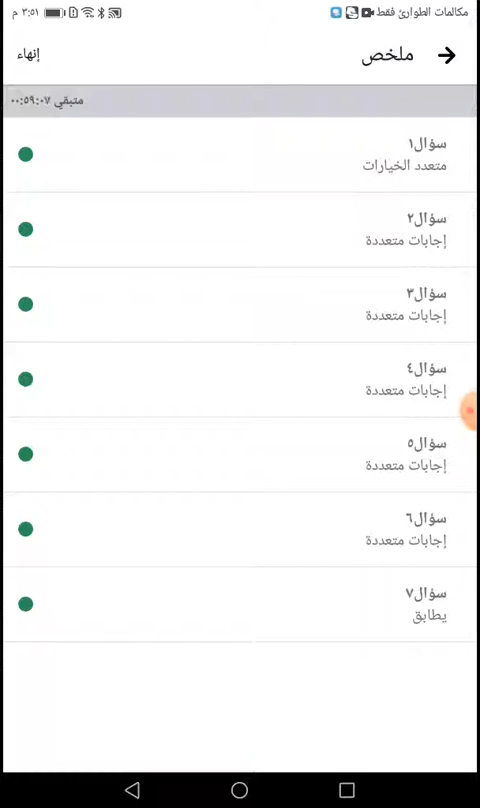 مكالمات الطوارئ فقط ٣:٥١ م
ملخص إنهاء
متبقي ٠٠:٥٩:٠٧
سؤال١
متعدد الخيارات
سؤال٢
إجابات متعددة
سؤال٣
إجابات متعددة
سؤال٤
إجابات متعددة
سؤال٥
إجابات متعددة
سؤال٦
إجابات متعددة
سؤال٧
يطابق